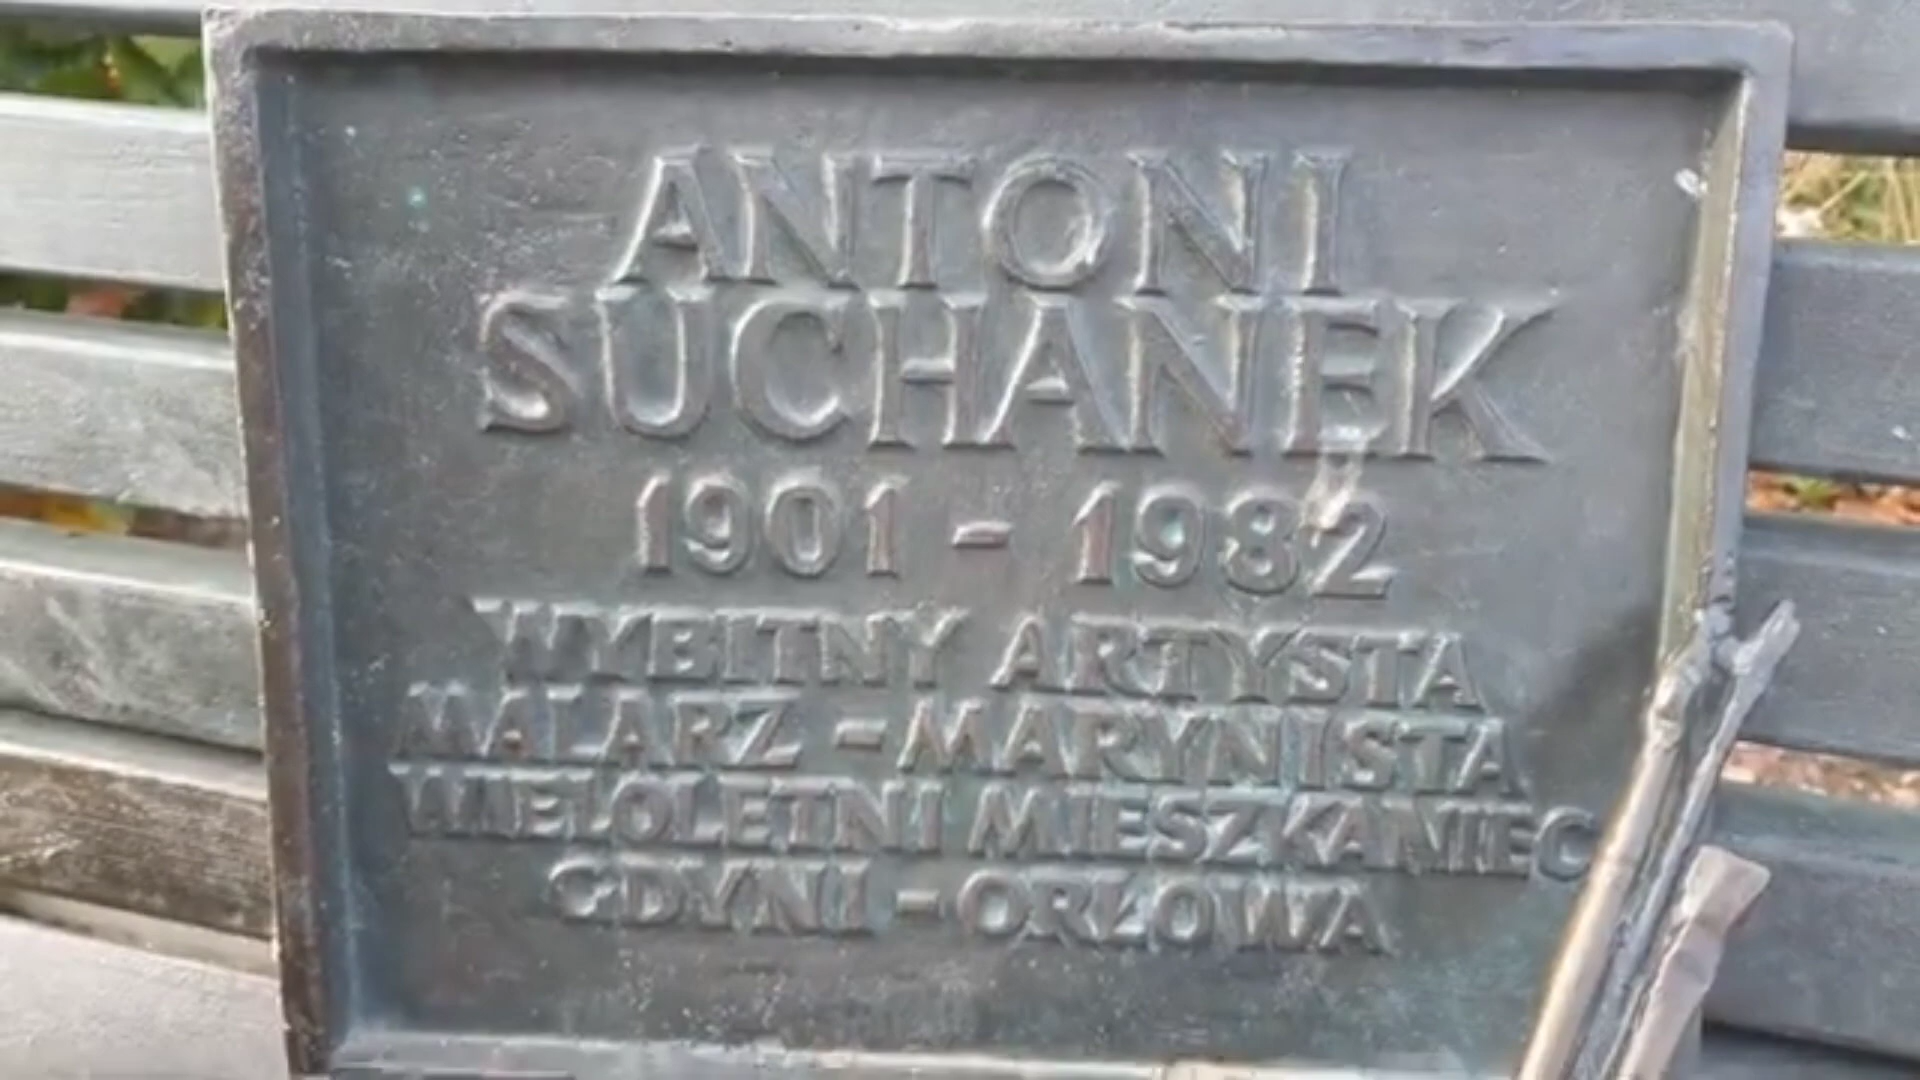 ANTONI
SUCHANEK
1901 - 1982
WYBITNY ARTYSTA
MALARZ - MARYNISTA
WIELOLETNI MIESZKANIEC
GDYNI - ORŁOWA